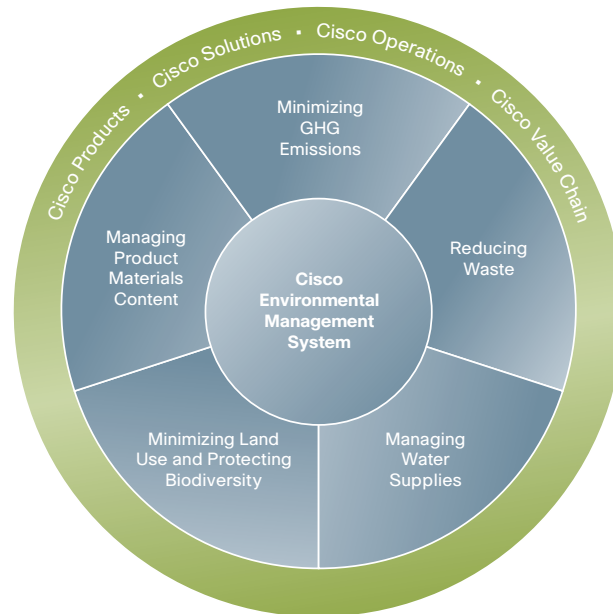 Cisco Products • Cisco Solutions • Cisco Operations • Cisco Value Chain
Minimizing
GHG
Emissions
Reducing
Waste
Managing
Water
Supplies
Minimizing Land
Use and Protecting
Biodiversity
Managing
Product
Materials
Content
Cisco
Environmental
Management
System